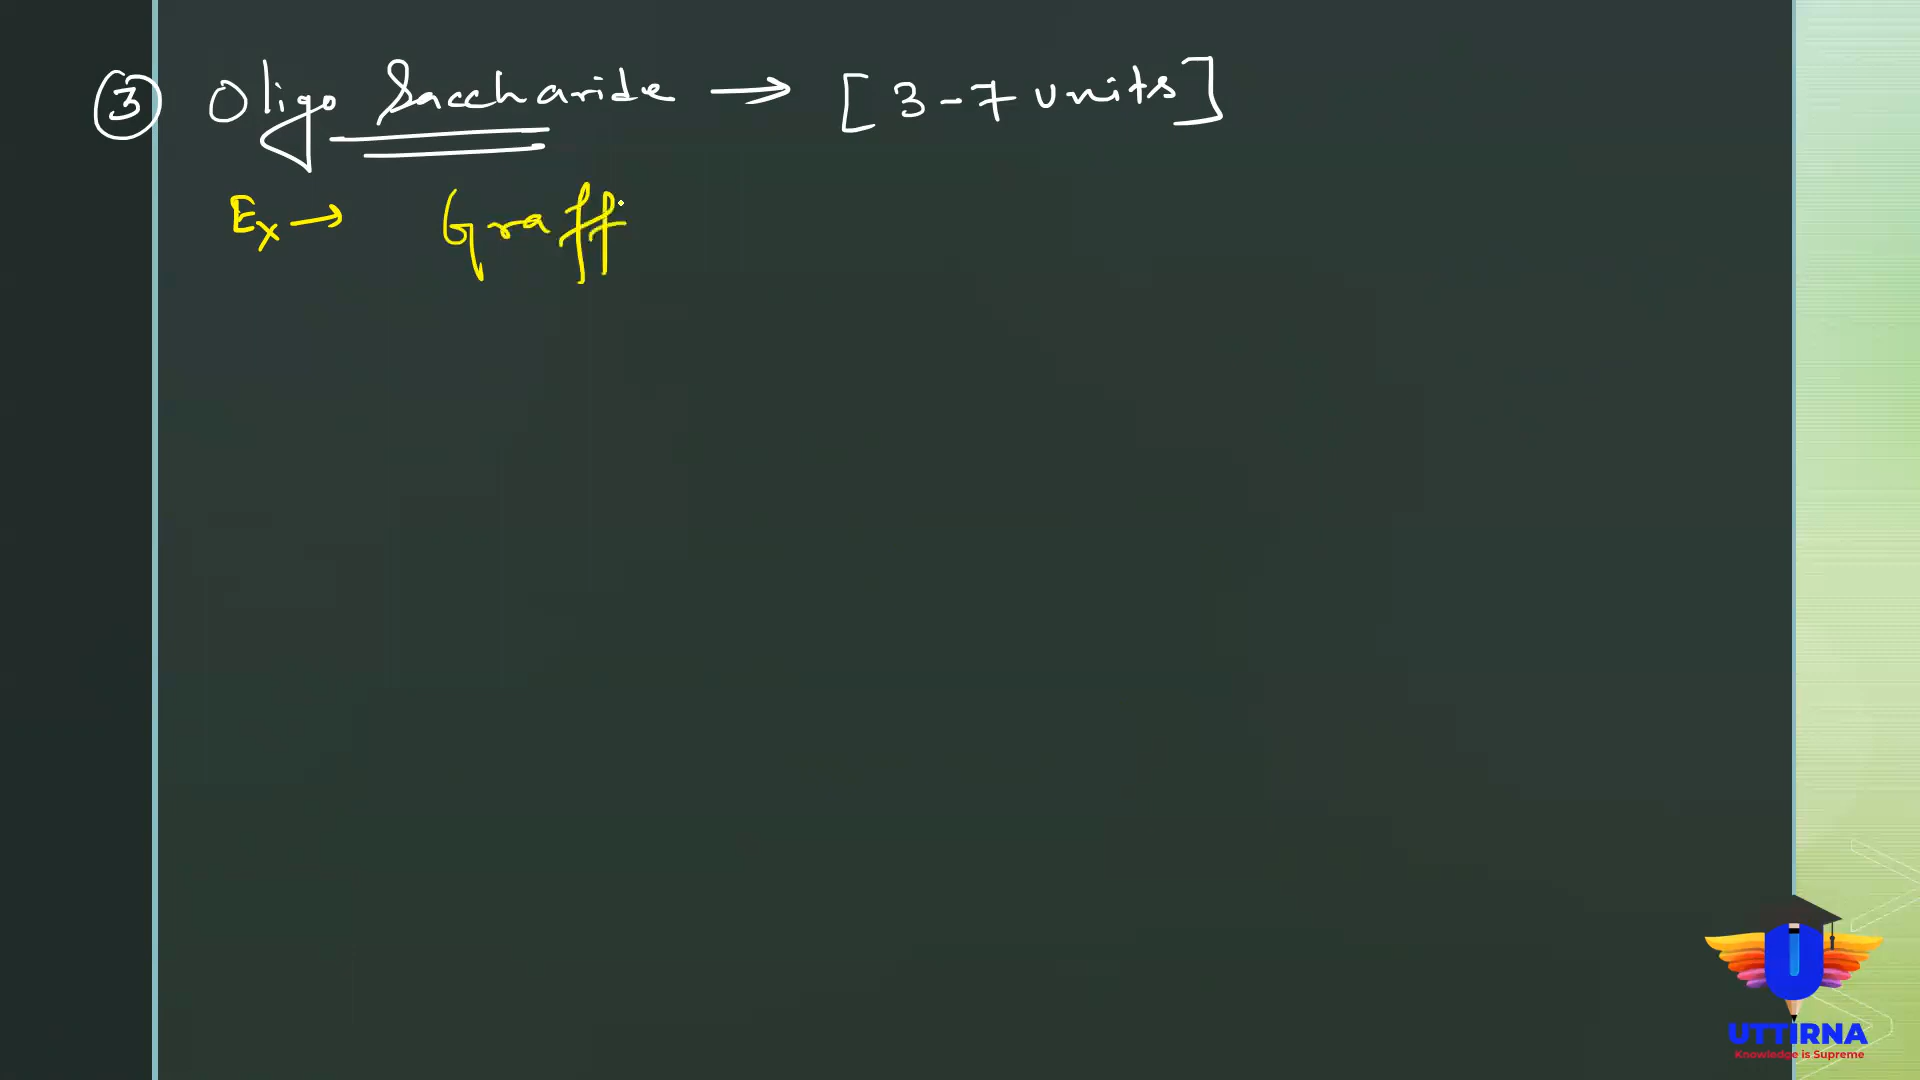 ③ Oligo Saccharide → [3-7 units]
Ex → Graff
UTTIRNA
Knowledge is Supreme